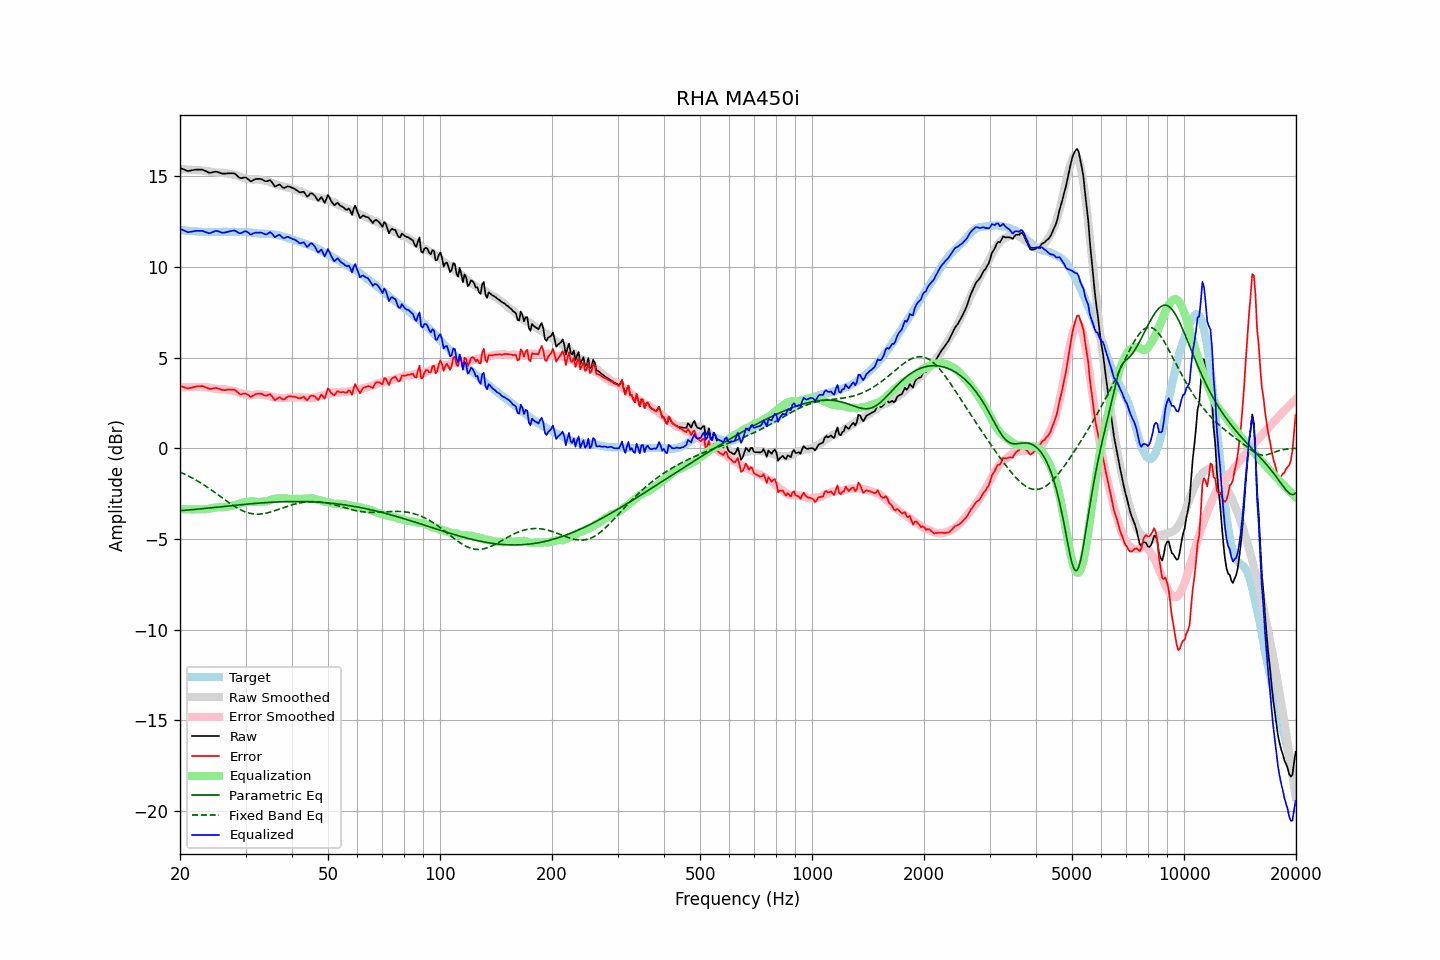 RHA MA450i
Amplitude (dBr)
15
10
5
0
−5
−10
−15
−20
Target
Raw Smoothed
Error Smoothed
Raw
Error
Equalization
Parametric Eq
Fixed Band Eq
Equalized
20 50 100 200 500 1000 2000 5000 10000 20000
Frequency (Hz)